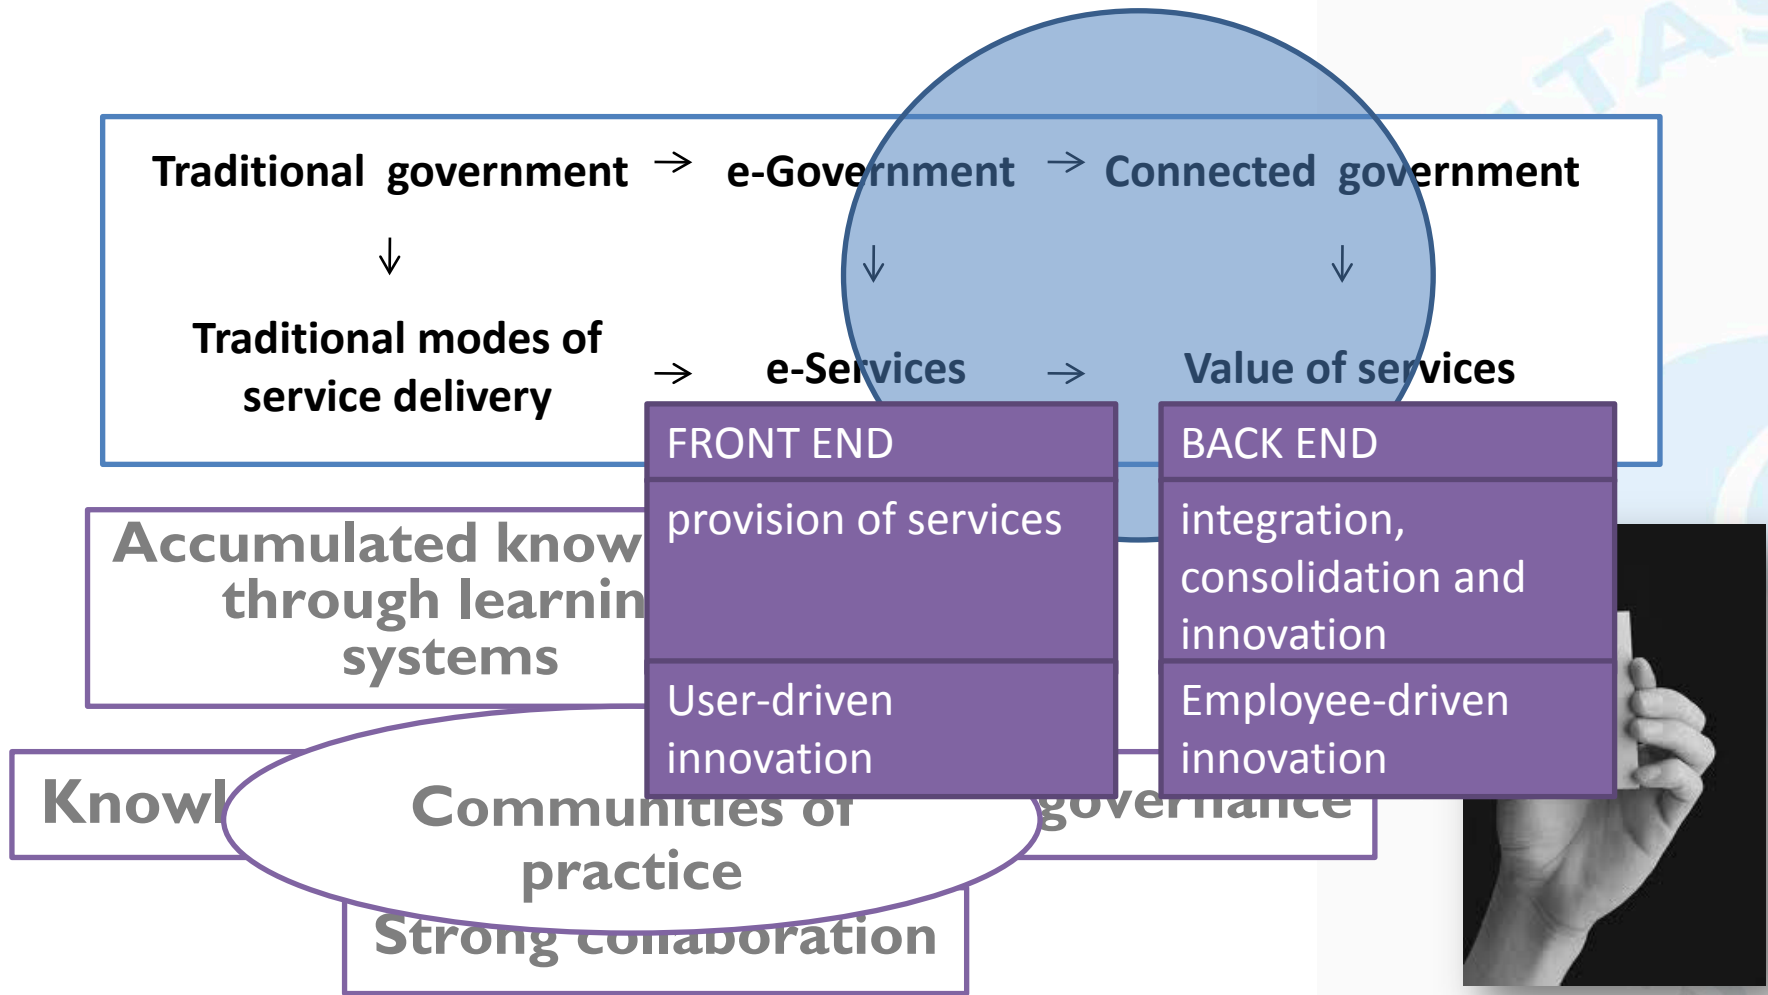 Traditional government → e-Government → Connected government
↓ ↓ ↓
Traditional modes of
service delivery
→ e-Services → Value of services
FRONT END
provision of services
User-driven
innovation
BACK END
integration,
consolidation and
innovation
Employee-driven
innovation
Accumulated know
through learnin
systems
Knowl
governance
Communities of
practice
Strong collaboration
TAS